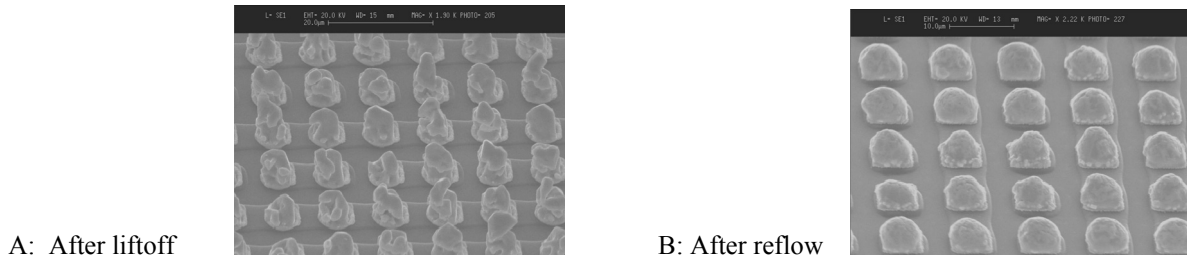 L= SE1 EHT= 20.0 KV WD= 15 mm MAG= X 1.90 K PHOTO= 205
20.0µm
L= SE1 EHT= 20.0 KV WD= 13 mm MAG= X 2.22 K PHOTO= 227
10.0µm
A: After liftoff
B: After reflow